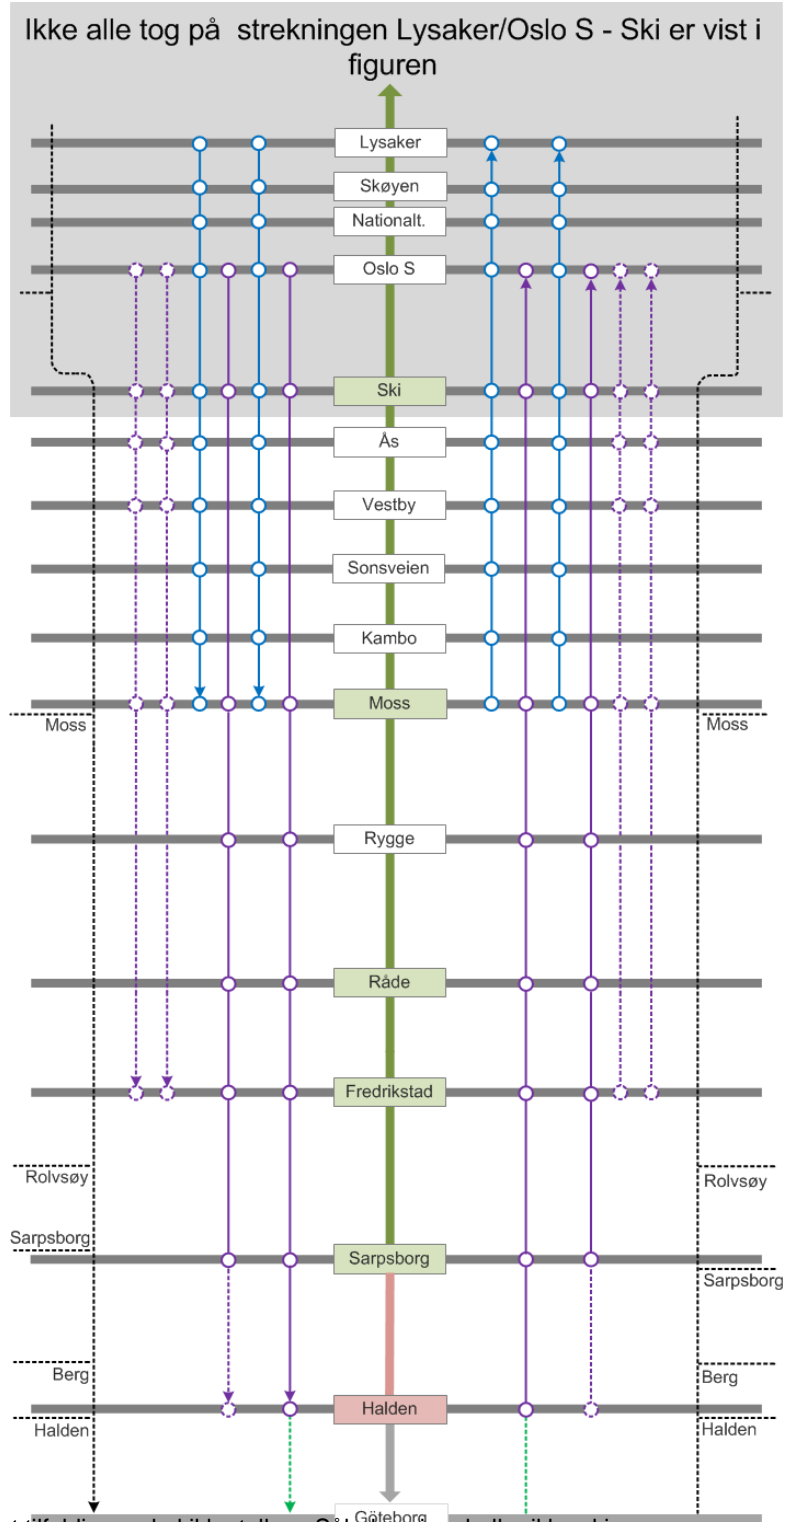 Ikke alle tog på strekningen Lysaker/Oslo S - Ski er vist i
figuren
Lysaker
Skøyen
Nationalt.
Oslo S
Ski
Ås
Vestby
Sonsveien
Kambo
Moss
Moss
Moss
Rygge
Råde
Fredrikstad
Rolvsøy
Rolvsøy
Sarpsborg
Sarpsborg
Sarpsborg
Berg
Berg
Halden
Halden
Halden
Göteborg